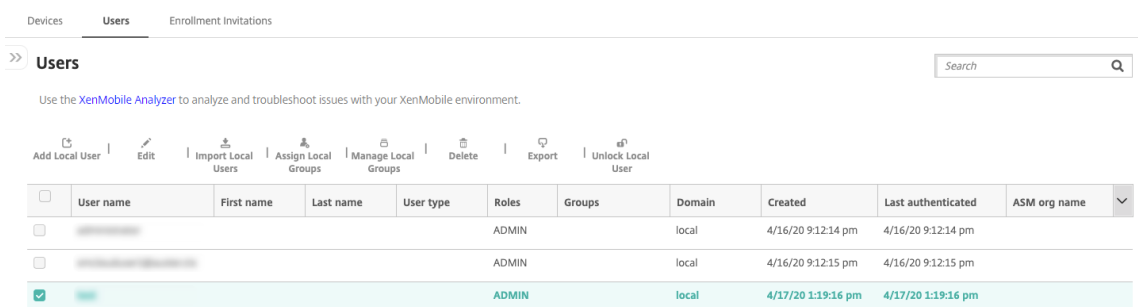 Devices Users Enrollment Invitations
Users
Search
Use the XenMobile Analyzer to analyze and troubleshoot issues with your XenMobile environment.
Add Local User | Edit | Import Local Users | Assign Local Groups | Manage Local Groups | Delete | Export | Unlock Local User
User name First name Last name User type Roles Groups Domain Created Last authenticated ASM org name
ADMIN local 4/16/20 9:12:14 pm 4/16/20 9:12:14 pm
ADMIN local 4/16/20 9:12:15 pm 4/16/20 9:12:15 pm
ADMIN local 4/17/20 1:19:16 pm 4/17/20 1:19:16 pm